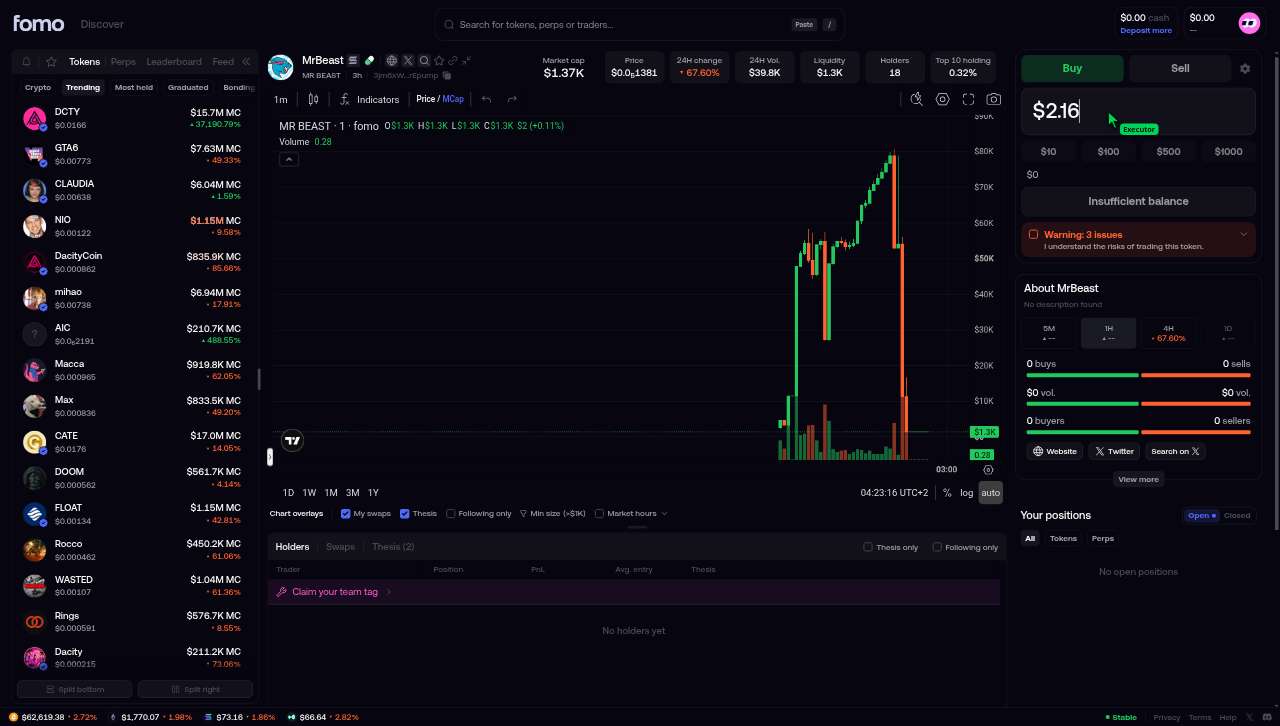 fomo Discover Search for tokens, perps or traders... Paste / $0.00 cash Deposit more $0.00 —
Tokens Perps Leaderboard Feed
Crypto Trending Most held Graduated Bonding
DCTY $15.7M MC
$0.0166 37,190.79%
GTA6 $7.63M MC
$0.00773 49.33%
CLAUDIA $6.04M MC
$0.00638 1.59%
NIO $1.15M MC
$0.00122 9.58%
DacityCoin $835.9K MC
$0.000862 85.66%
mihao $6.94M MC
$0.00738 17.91%
? AIC $210.7K MC
$0.0₅2191 488.55%
Macca $919.8K MC
$0.000965 62.05%
Max $833.5K MC
$0.000836 49.20%
CATE $17.0M MC
$0.0176 14.05%
DOOM $561.7K MC
$0.000562 4.14%
FLOAT $1.15M MC
$0.00134 42.81%
Rocco $450.2K MC
$0.000462 61.06%
WASTED $1.04M MC
$0.00107 61.36%
Rings $576.7K MC
$0.000591 8.55%
Dacity $211.2K MC
$0.000215 73.06%
Split bottom Split right
MrBeast
MR BEAST 3h 3jm6xW...rEpump
Market cap
$1.37K
Price
$0.0₅1381
24H change
67.60%
24H Vol.
$39.8K
Liquidity
$1.3K
Holders
18
Top 10 holding
0.32%
1m Indicators Price / MCap
MR BEAST · 1 · fomo O$1.3K H$1.3K L$1.3K C$1.3K $2 (+0.11%)
Volume 0.28
$90K
$80K
$70K
$60K
$50K
$40K
$30K
$20K
$10K
$1.3K
0.28
03:00
1D 1W 1M 3M 1Y 04:23:16 UTC+2 % log auto
Chart overlays My swaps Thesis Following only Min size (>$1K) Market hours
Holders Swaps Thesis (2) Thesis only Following only
Trader Position PnL Avg. entry Thesis
Claim your team tag
No holders yet
Buy Sell
$2.16
Executor
$10 $100 $500 $1000
$0
Insufficient balance
Warning: 3 issues
I understand the risks of trading this token.
About MrBeast
No description found
5M 1H 4H 1D
-- -- 67.60% --
0 buys 0 sells
$0 vol. $0 vol.
0 buyers 0 sellers
Website Twitter Search on X
View more
Your positions Open Closed
All Tokens Perps
No open positions
$62,619.38 2.72% $1,770.07 1.98% $73.16 1.86% $66.64 2.82% Stable Privacy Terms Help